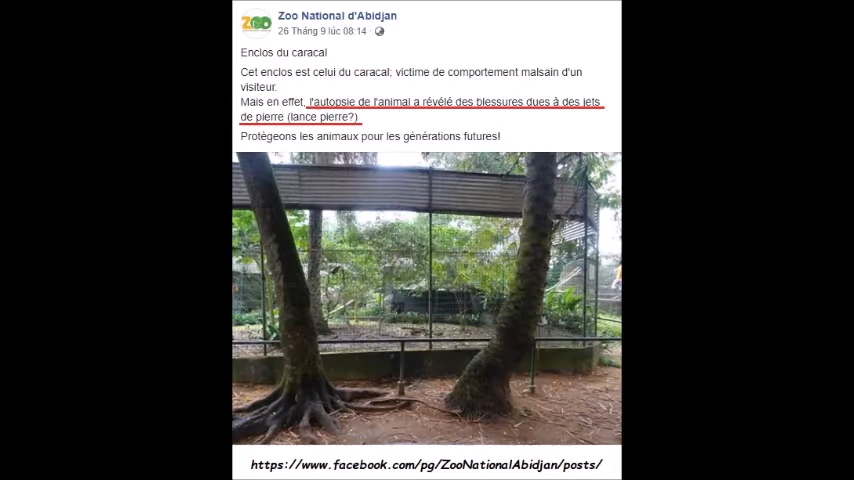 ZOO
Zoo National d'Abidjan
26 Tháng 9 lúc 08:14 ·
Enclos du caracal
Cet enclos est celui du caracal; victime de comportement malsain d'un
visiteur.
Mais en effet, l'autopsie de l'animal a révélé des blessures dues à des jets
de pierre (lance pierre?)
Protègeons les animaux pour les générations futures!
https://www.facebook.com/pg/ZooNationalAbidjan/posts/